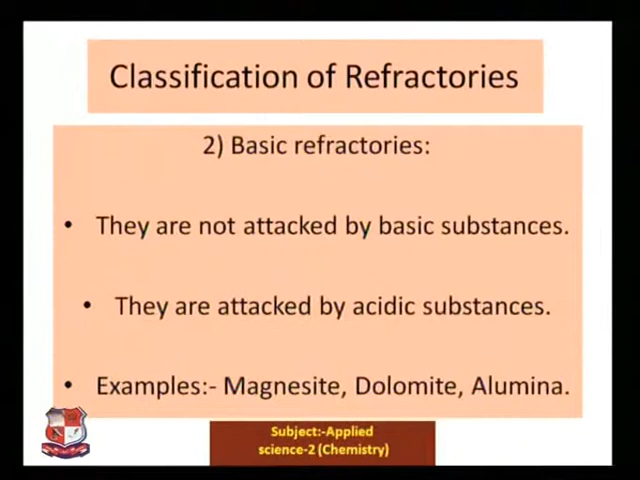 Classification of Refractories
2) Basic refractories:
• They are not attacked by basic substances.
• They are attacked by acidic substances.
• Examples:- Magnesite, Dolomite, Alumina.
Subject:-Applied
science-2 (Chemistry)